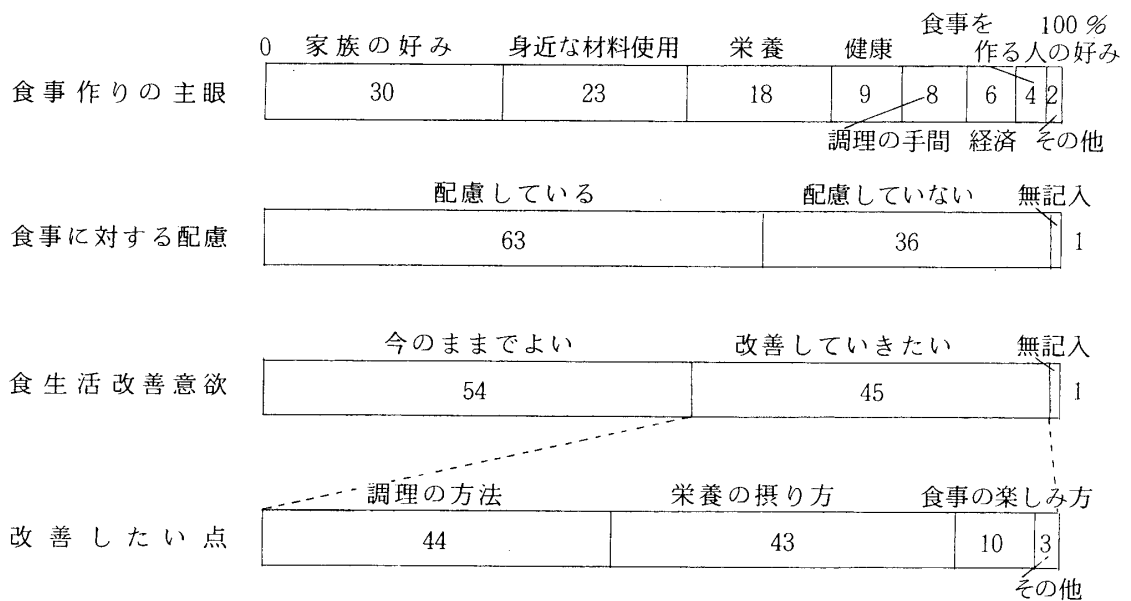 食事を 100 %
0 家族の好み 身近な材料使用 栄養 健康 作る人の好み
食事作りの主眼 30 23 18 9 8 6 4 2
調理の手間 経済 その他
配慮している 配慮していない 無記入
食事に対する配慮 63 36 1
今のままでよい 改善していきたい 無記入
食生活改善意欲 54 45 1
調理の方法 栄養の摂り方 食事の楽しみ方
改善したい点 44 43 10 3
その他